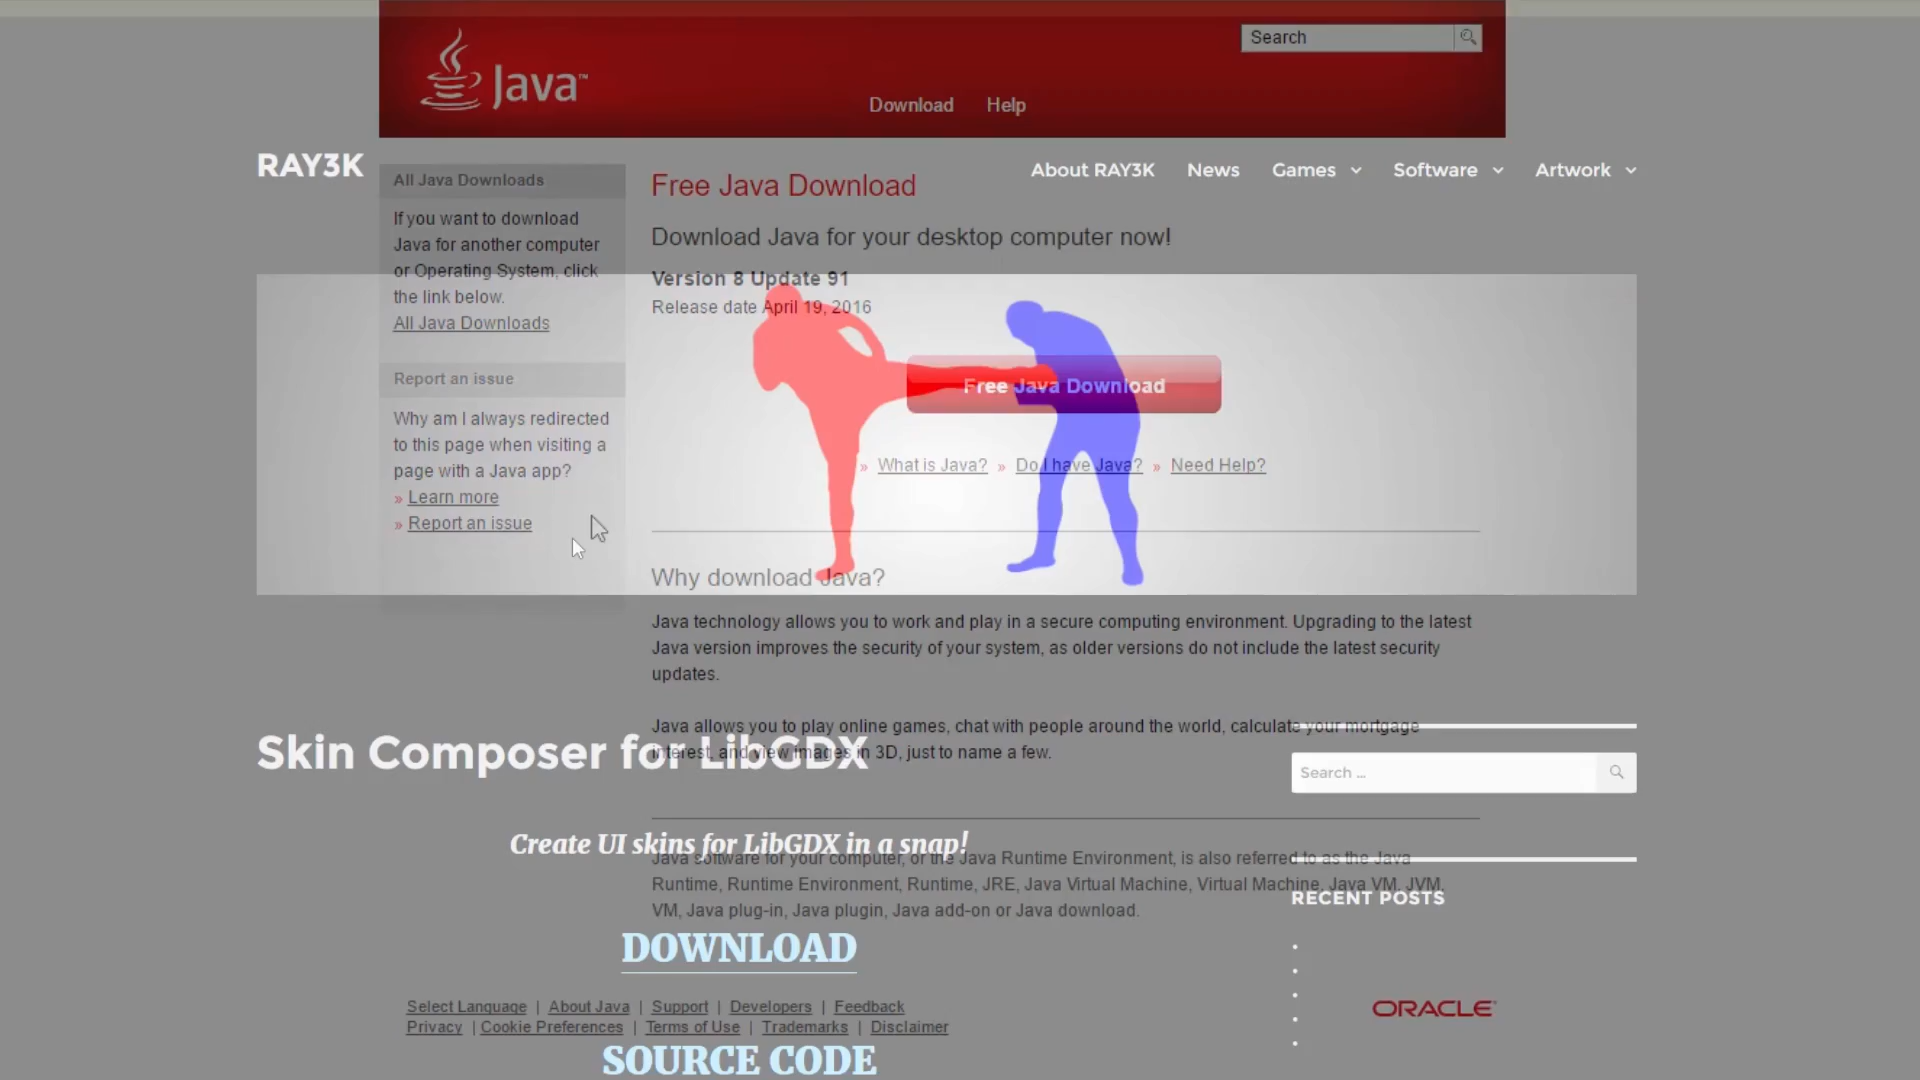 Java™
Search
Download Help
RAY3K
About RAY3K News Games Software Artwork
All Java Downloads
If you want to download
Java for another computer
or Operating System, click
the link below.
All Java Downloads
Report an issue
Why am I always redirected
to this page when visiting a
page with a Java app?
» Learn more
» Report an issue
Free Java Download
Download Java for your desktop computer now!
Version 8 Update 91
Release date April 19, 2016
Free Java Download
» What is Java? » Do I have Java? » Need Help?
Why download Java?
Java technology allows you to work and play in a secure computing environment. Upgrading to the latest
Java version improves the security of your system, as older versions do not include the latest security
updates.
Java allows you to play online games, chat with people around the world, calculate your mortgage
interest, and view images in 3D, just to name a few.
Skin Composer for LibGDX
Search ...
Create UI skins for LibGDX in a snap!
Java software for your computer, or the Java Runtime Environment, is also referred to as the Java
Runtime, Runtime Environment, Runtime, JRE, Java Virtual Machine, Virtual Machine, Java VM, JVM,
VM, Java plug-in, Java plugin, Java add-on or Java download.
RECENT POSTS
DOWNLOAD
Select Language | About Java | Support | Developers | Feedback
Privacy | Cookie Preferences | Terms of Use | Trademarks | Disclaimer
ORACLE
SOURCE CODE